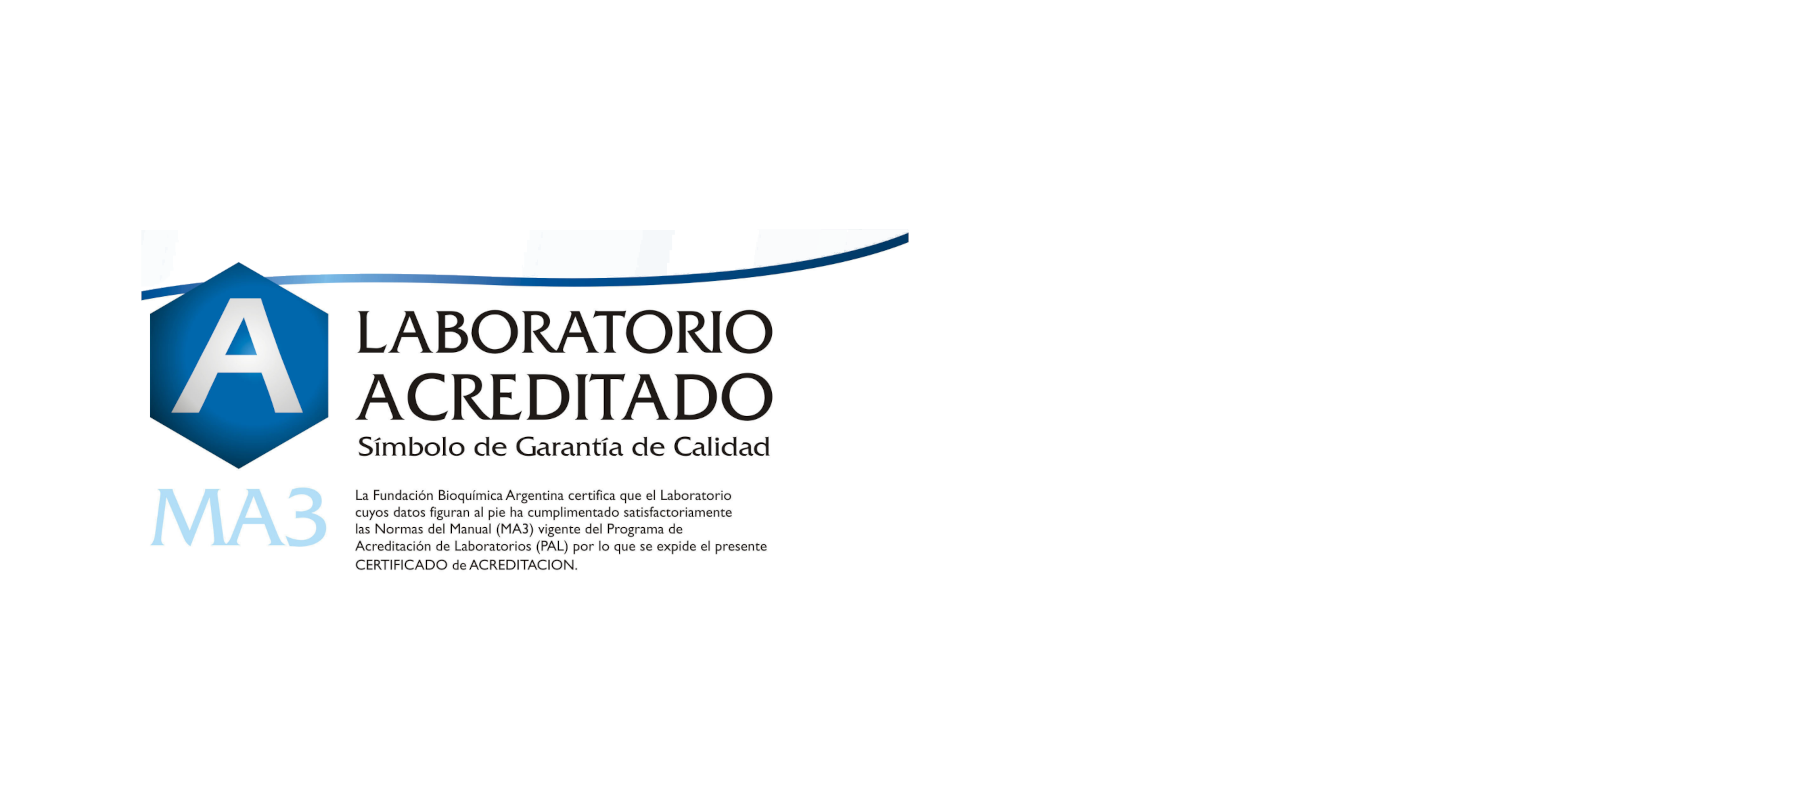 A
LABORATORIO
ACREDITADO
Símbolo de Garantía de Calidad
MA3
La Fundación Bioquímica Argentina certifica que el Laboratorio
cuyos datos figuran al pie ha cumplimentado satisfactoriamente
las Normas del Manual (MA3) vigente del Programa de
Acreditación de Laboratorios (PAL) por lo que se expide el presente
CERTIFICADO de ACREDITACION.